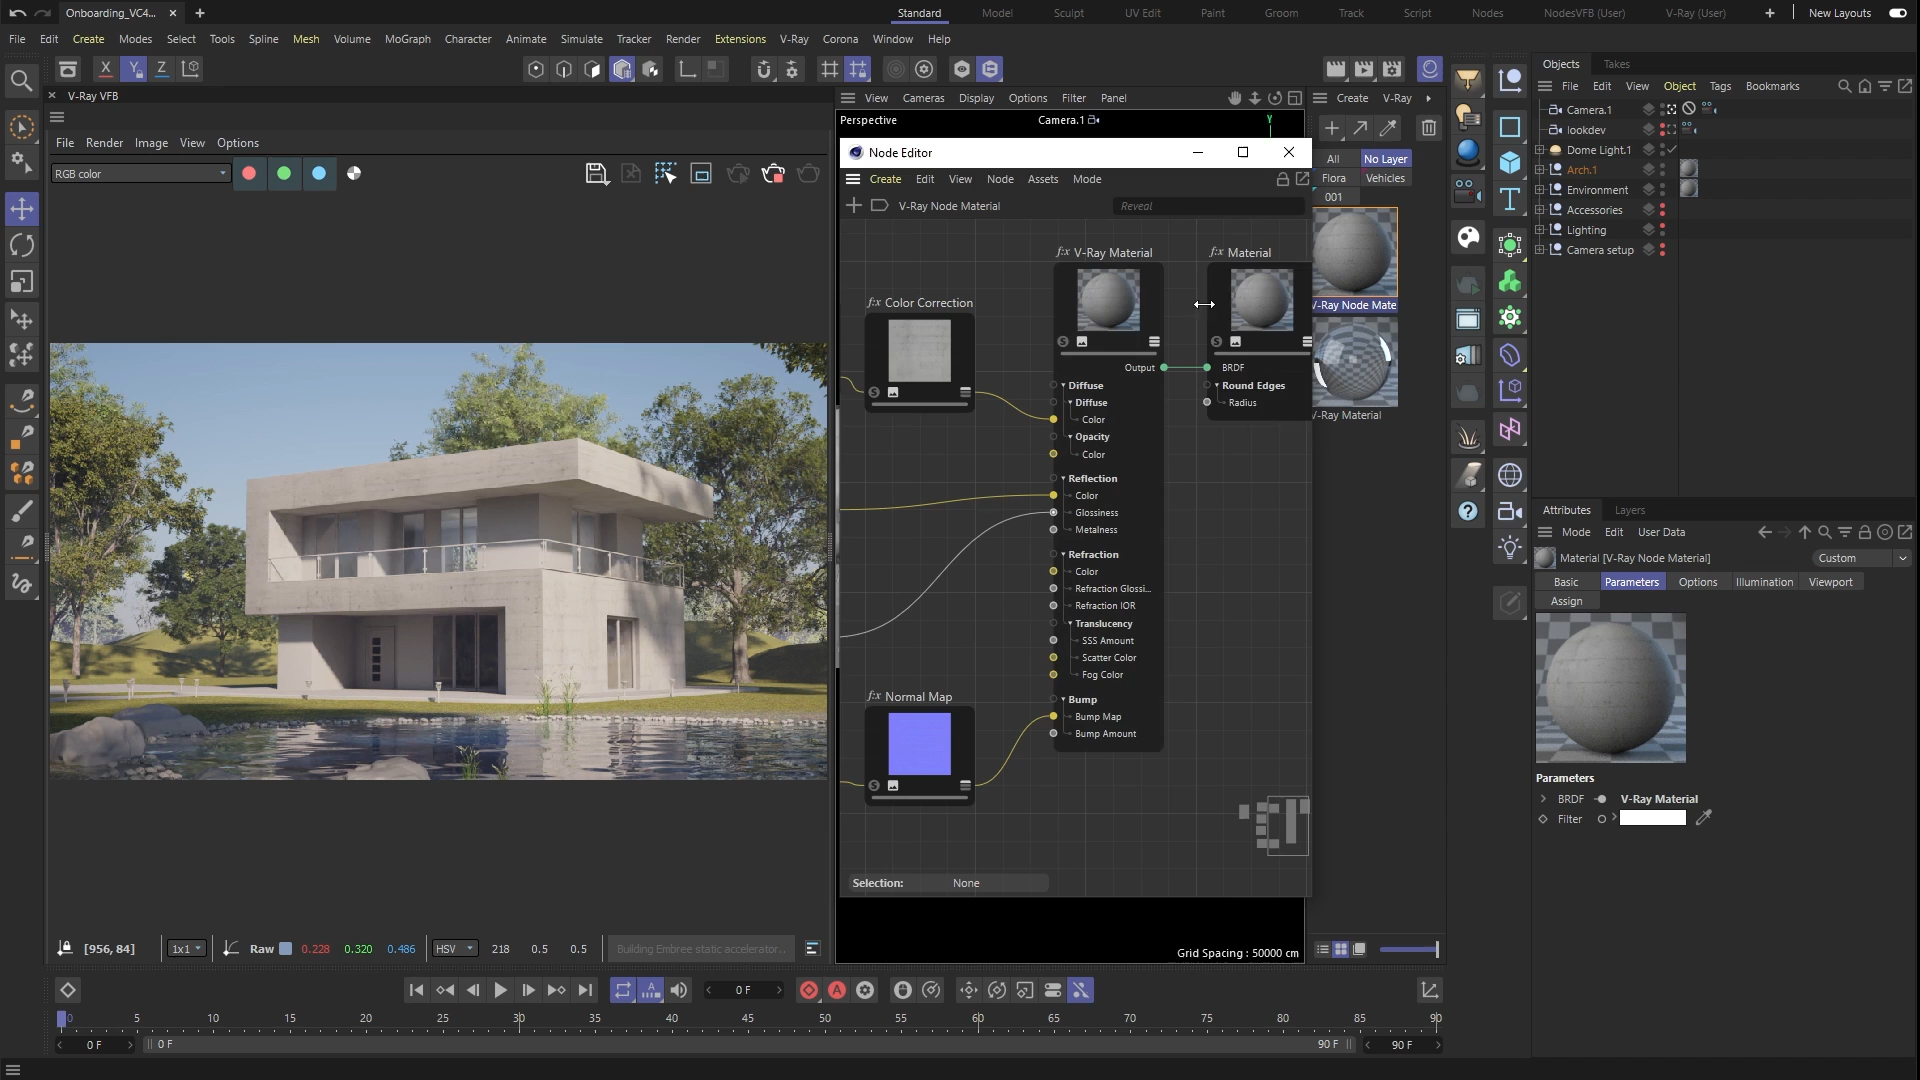 Onboarding_VC4...
Standard Model Sculpt UV Edit Paint Groom Track Script Nodes NodesVFB (User) V-Ray (User) New Layouts
File Edit Create Modes Select Tools Spline Mesh Volume MoGraph Character Animate Simulate Tracker Render Extensions V-Ray Corona Window Help
X Y Z
V-Ray VFB
File Render Image View Options
RGB color
[956, 84] 1x1 Raw 0.228 0.320 0.486 HSV 218 0.5 0.5 Building Embree static accelerator..
View Cameras Display Options Filter Panel
Perspective Camera.1 Y
Node Editor
Create Edit View Node Assets Mode
V-Ray Node Material Reveal
f:x V-Ray Material
f:x Material
f:x Color Correction
S
S
S
Output
BRDF
Round Edges
Radius
Diffuse
Diffuse
Color
Opacity
Color
Reflection
Color
Glossiness
Metalness
Refraction
Color
Refraction Glossi...
Refraction IOR
Translucency
SSS Amount
Scatter Color
Fog Color
Bump
Bump Map
Bump Amount
f:x Normal Map
S
Selection: None
Grid Spacing : 50000 cm
Create V-Ray
All No Layer
Flora Vehicles
001
V-Ray Node Mate
V-Ray Material
Objects Takes
File Edit View Object Tags Bookmarks
Camera.1
lookdev
Dome Light.1
Arch.1
Environment
Accessories
Lighting
Camera setup
Attributes Layers
Mode Edit User Data
Material [V-Ray Node Material] Custom
Basic Parameters Options Illumination Viewport
Assign
Parameters
BRDF V-Ray Material
Filter
0 F
0 5 10 15 20 25 30 35 40 45 50 55 60 65 70 75 80 85 90
0 F 0 F 90 F 90 F